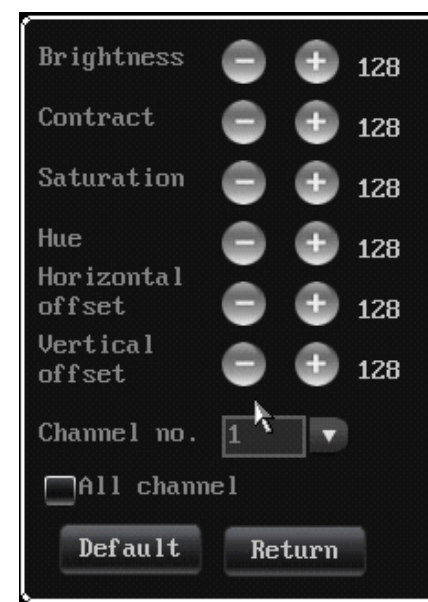 Brightness - + 128
Contract - + 128
Saturation - + 128
Hue - + 128
Horizontal
offset - + 128
Vertical
offset - + 128
Channel no. 1
All channel
Default Return